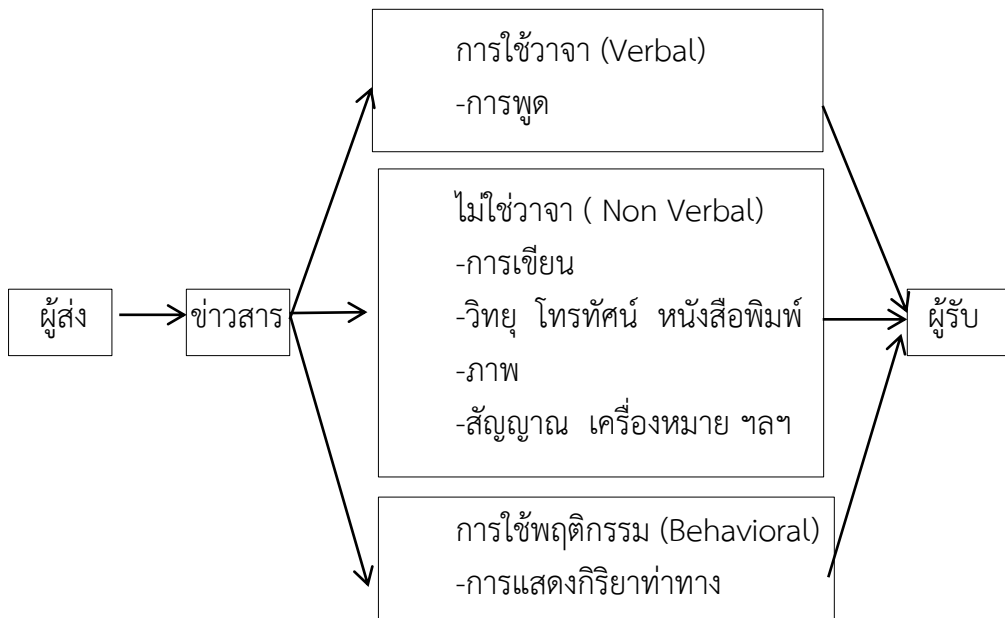 การใช้วาจา (Verbal)
-การพูด
ไม่ใช่วาจา ( Non Verbal)
-การเขียน
-วิทยุ โทรทัศน์ หนังสือพิมพ์
-ภาพ
-สัญญาณ เครื่องหมาย ฯลฯ
ผู้ส่ง
ข่าวสาร
ผู้รับ
การใช้พฤติกรรม (Behavioral)
-การแสดงกิริยาท่าทาง